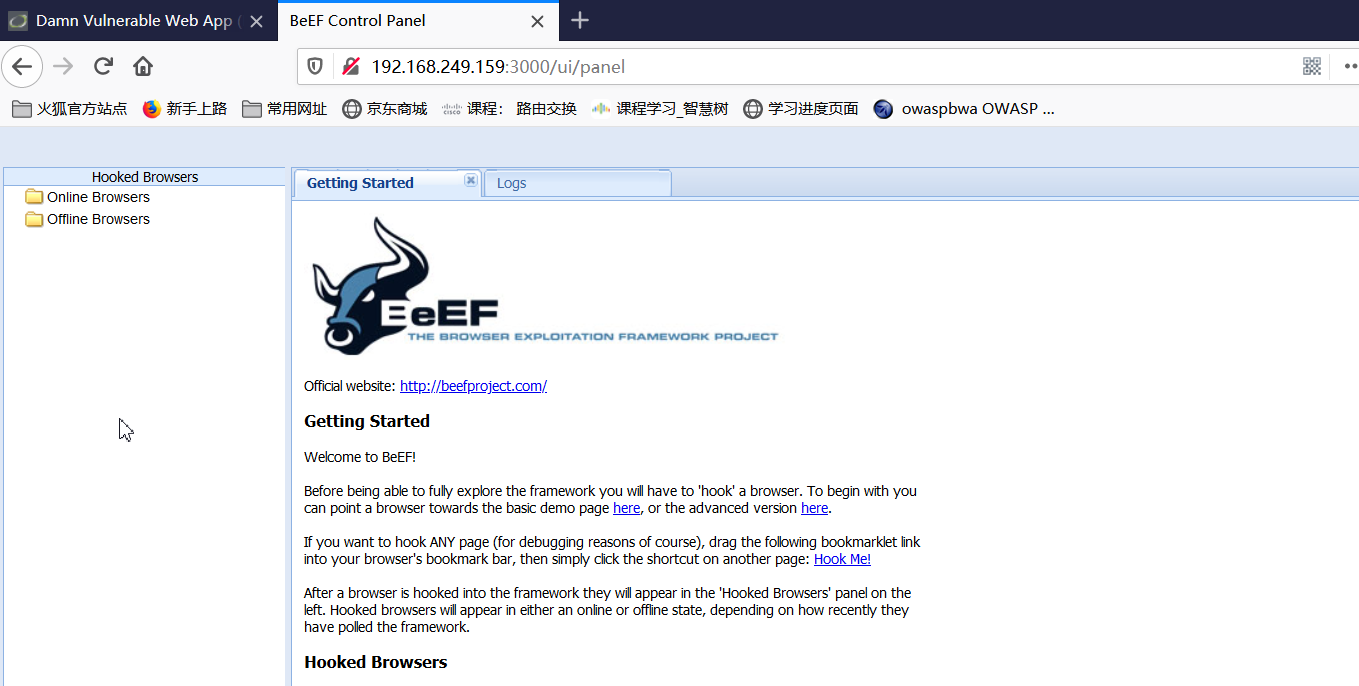 Damn Vulnerable Web App (
BeEF Control Panel
192.168.249.159:3000/ui/panel
火狐官方站点 新手上路 常用网址 京东商城 课程： 路由交换 课程学习_智慧树 学习进度页面 owaspbwa OWASP ...
Hooked Browsers
Online Browsers
Offline Browsers
Getting Started
Logs
BeEF
THE BROWSER EXPLOITATION FRAMEWORK PROJECT
Official website: http://beefproject.com/
Getting Started
Welcome to BeEF!
Before being able to fully explore the framework you will have to 'hook' a browser. To begin with you
can point a browser towards the basic demo page here, or the advanced version here.
If you want to hook ANY page (for debugging reasons of course), drag the following bookmarklet link
into your browser's bookmark bar, then simply click the shortcut on another page: Hook Me!
After a browser is hooked into the framework they will appear in the 'Hooked Browsers' panel on the
left. Hooked browsers will appear in either an online or offline state, depending on how recently they
have polled the framework.
Hooked Browsers